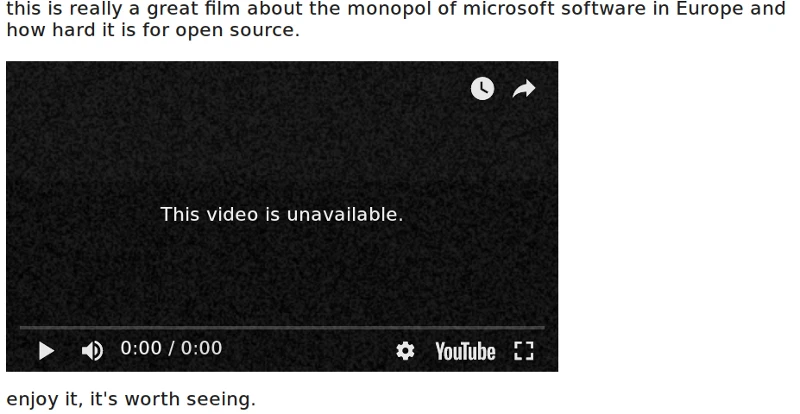 this is really a great film about the monopol of microsoft software in Europe and
how hard it is for open source.
This video is unavailable.
0:00 / 0:00
YouTube
enjoy it, it's worth seeing.